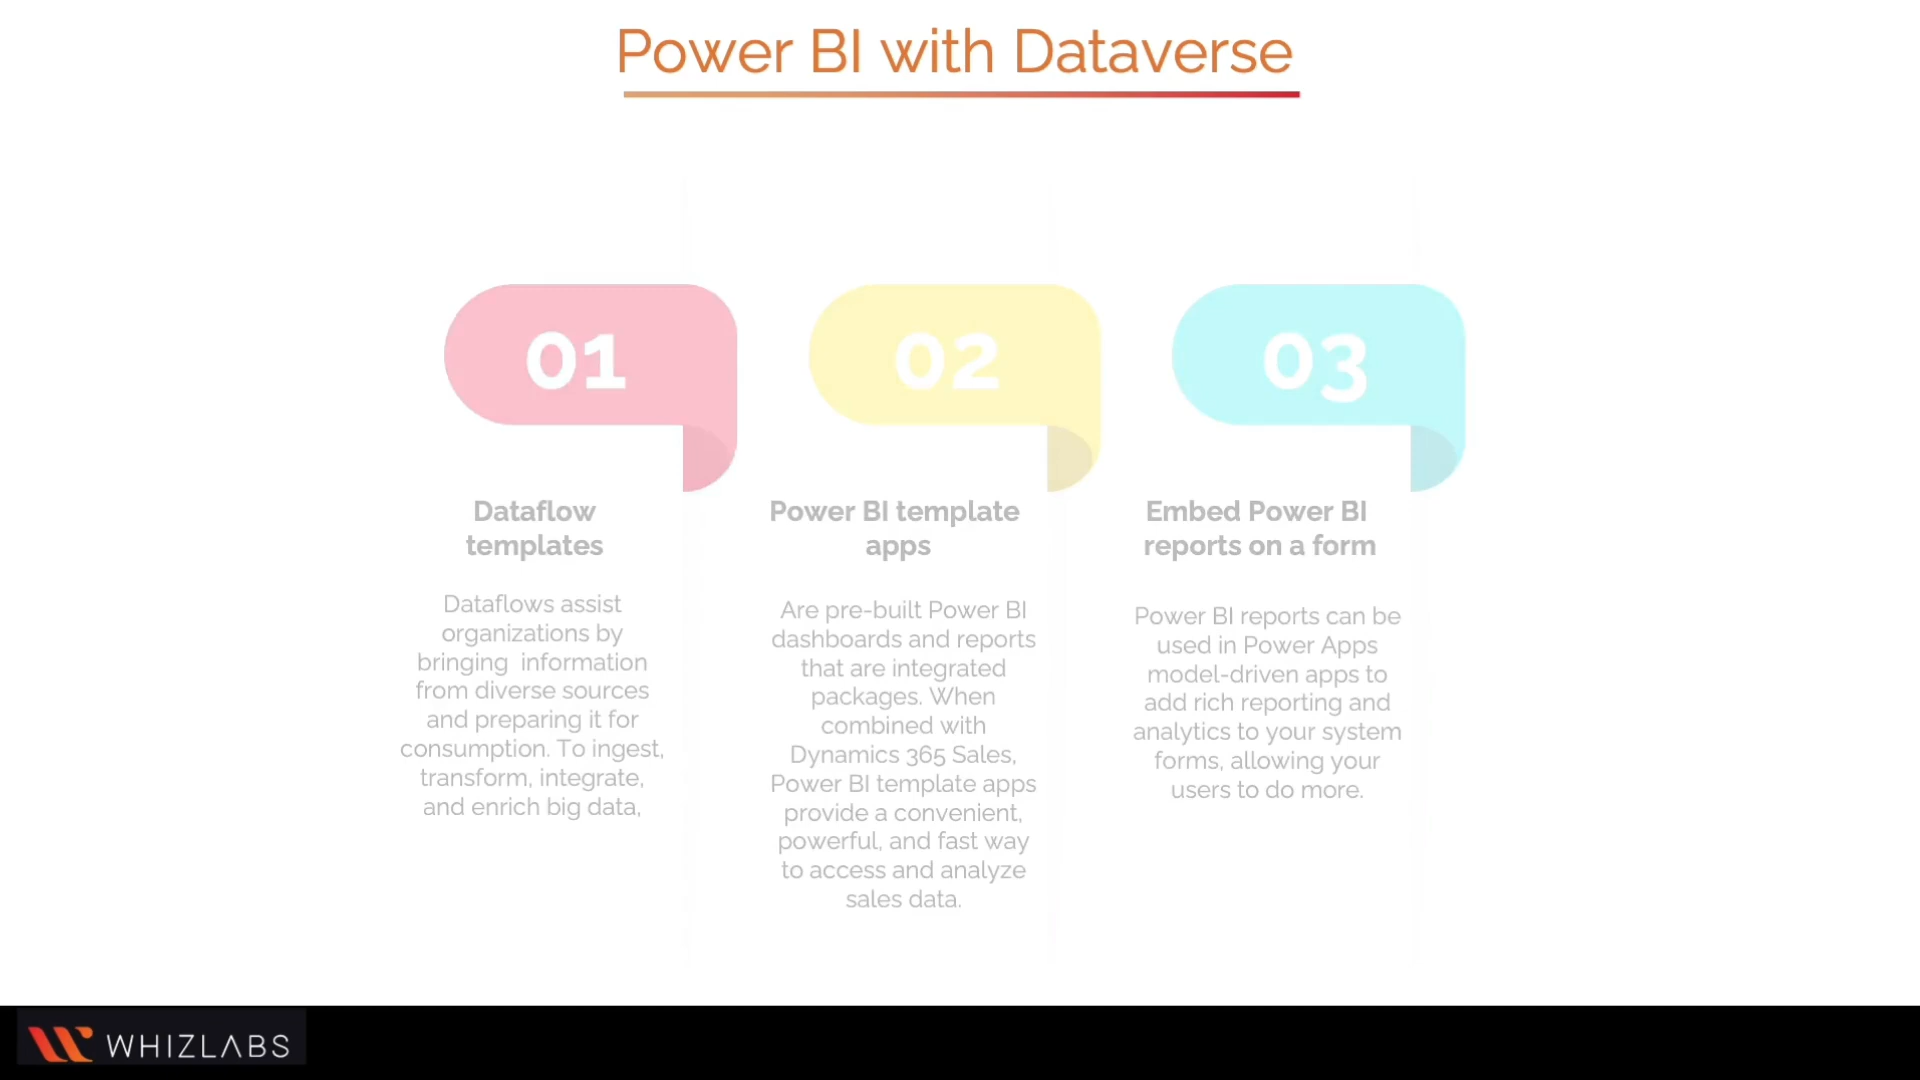 Power BI with Dataverse
01
02
03
Dataflow
templates
Dataflows assist
organizations by
bringing  information
from diverse sources
and preparing it for
consumption. To ingest,
transform, integrate,
and enrich big data,
Power BI template
apps
Are pre-built Power BI
dashboards and reports
that are integrated
packages. When
combined with
Dynamics 365 Sales,
Power BI template apps
provide a convenient,
powerful, and fast way
to access and analyze
sales data.
Embed Power BI
reports on a form
Power BI reports can be
used in Power Apps
model-driven apps to
add rich reporting and
analytics to your system
forms, allowing your
users to do more.
WHIZLABS